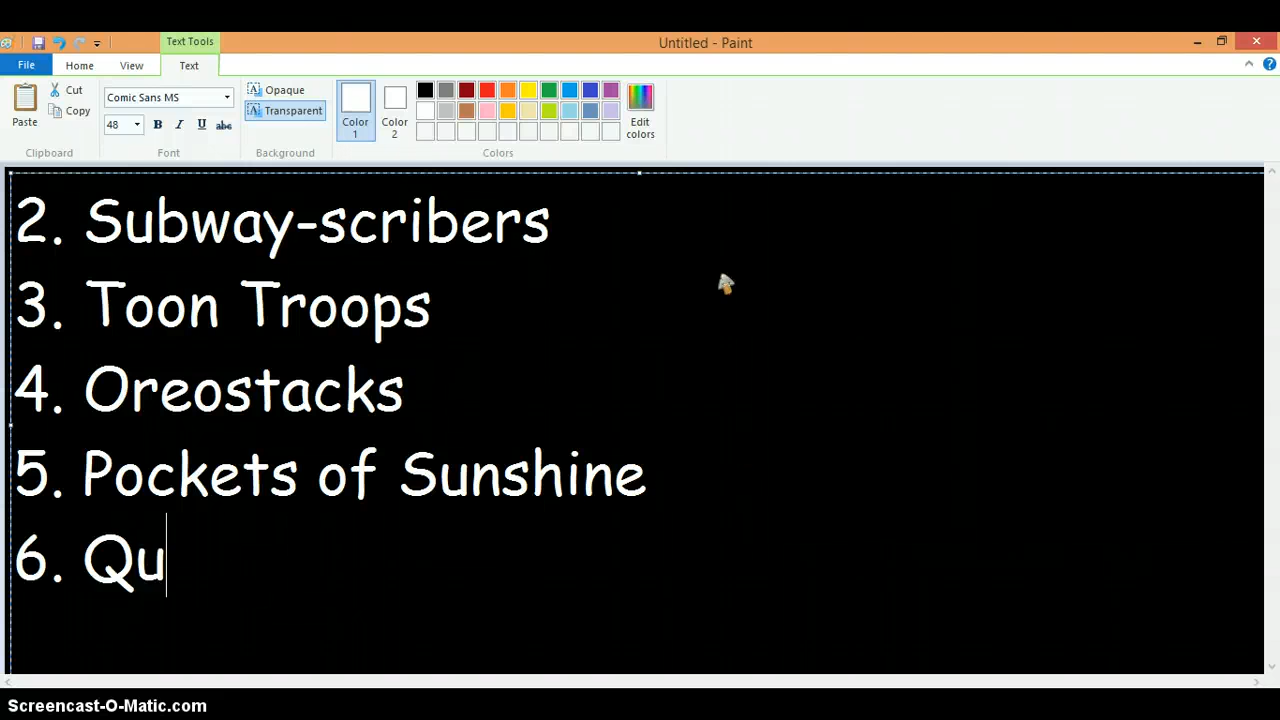 Text Tools
Untitled - Paint
File
Home
View
Text
Paste
Cut
Copy
Clipboard
Comic Sans MS
48
B
I
U
abc
Font
A Opaque
A Transparent
Background
Color 1
Color 2
Edit colors
Colors
2. Subway-scribers
3. Toon Troops
4. Oreostacks
5. Pockets of Sunshine
6. Qu
Screencast-O-Matic.com